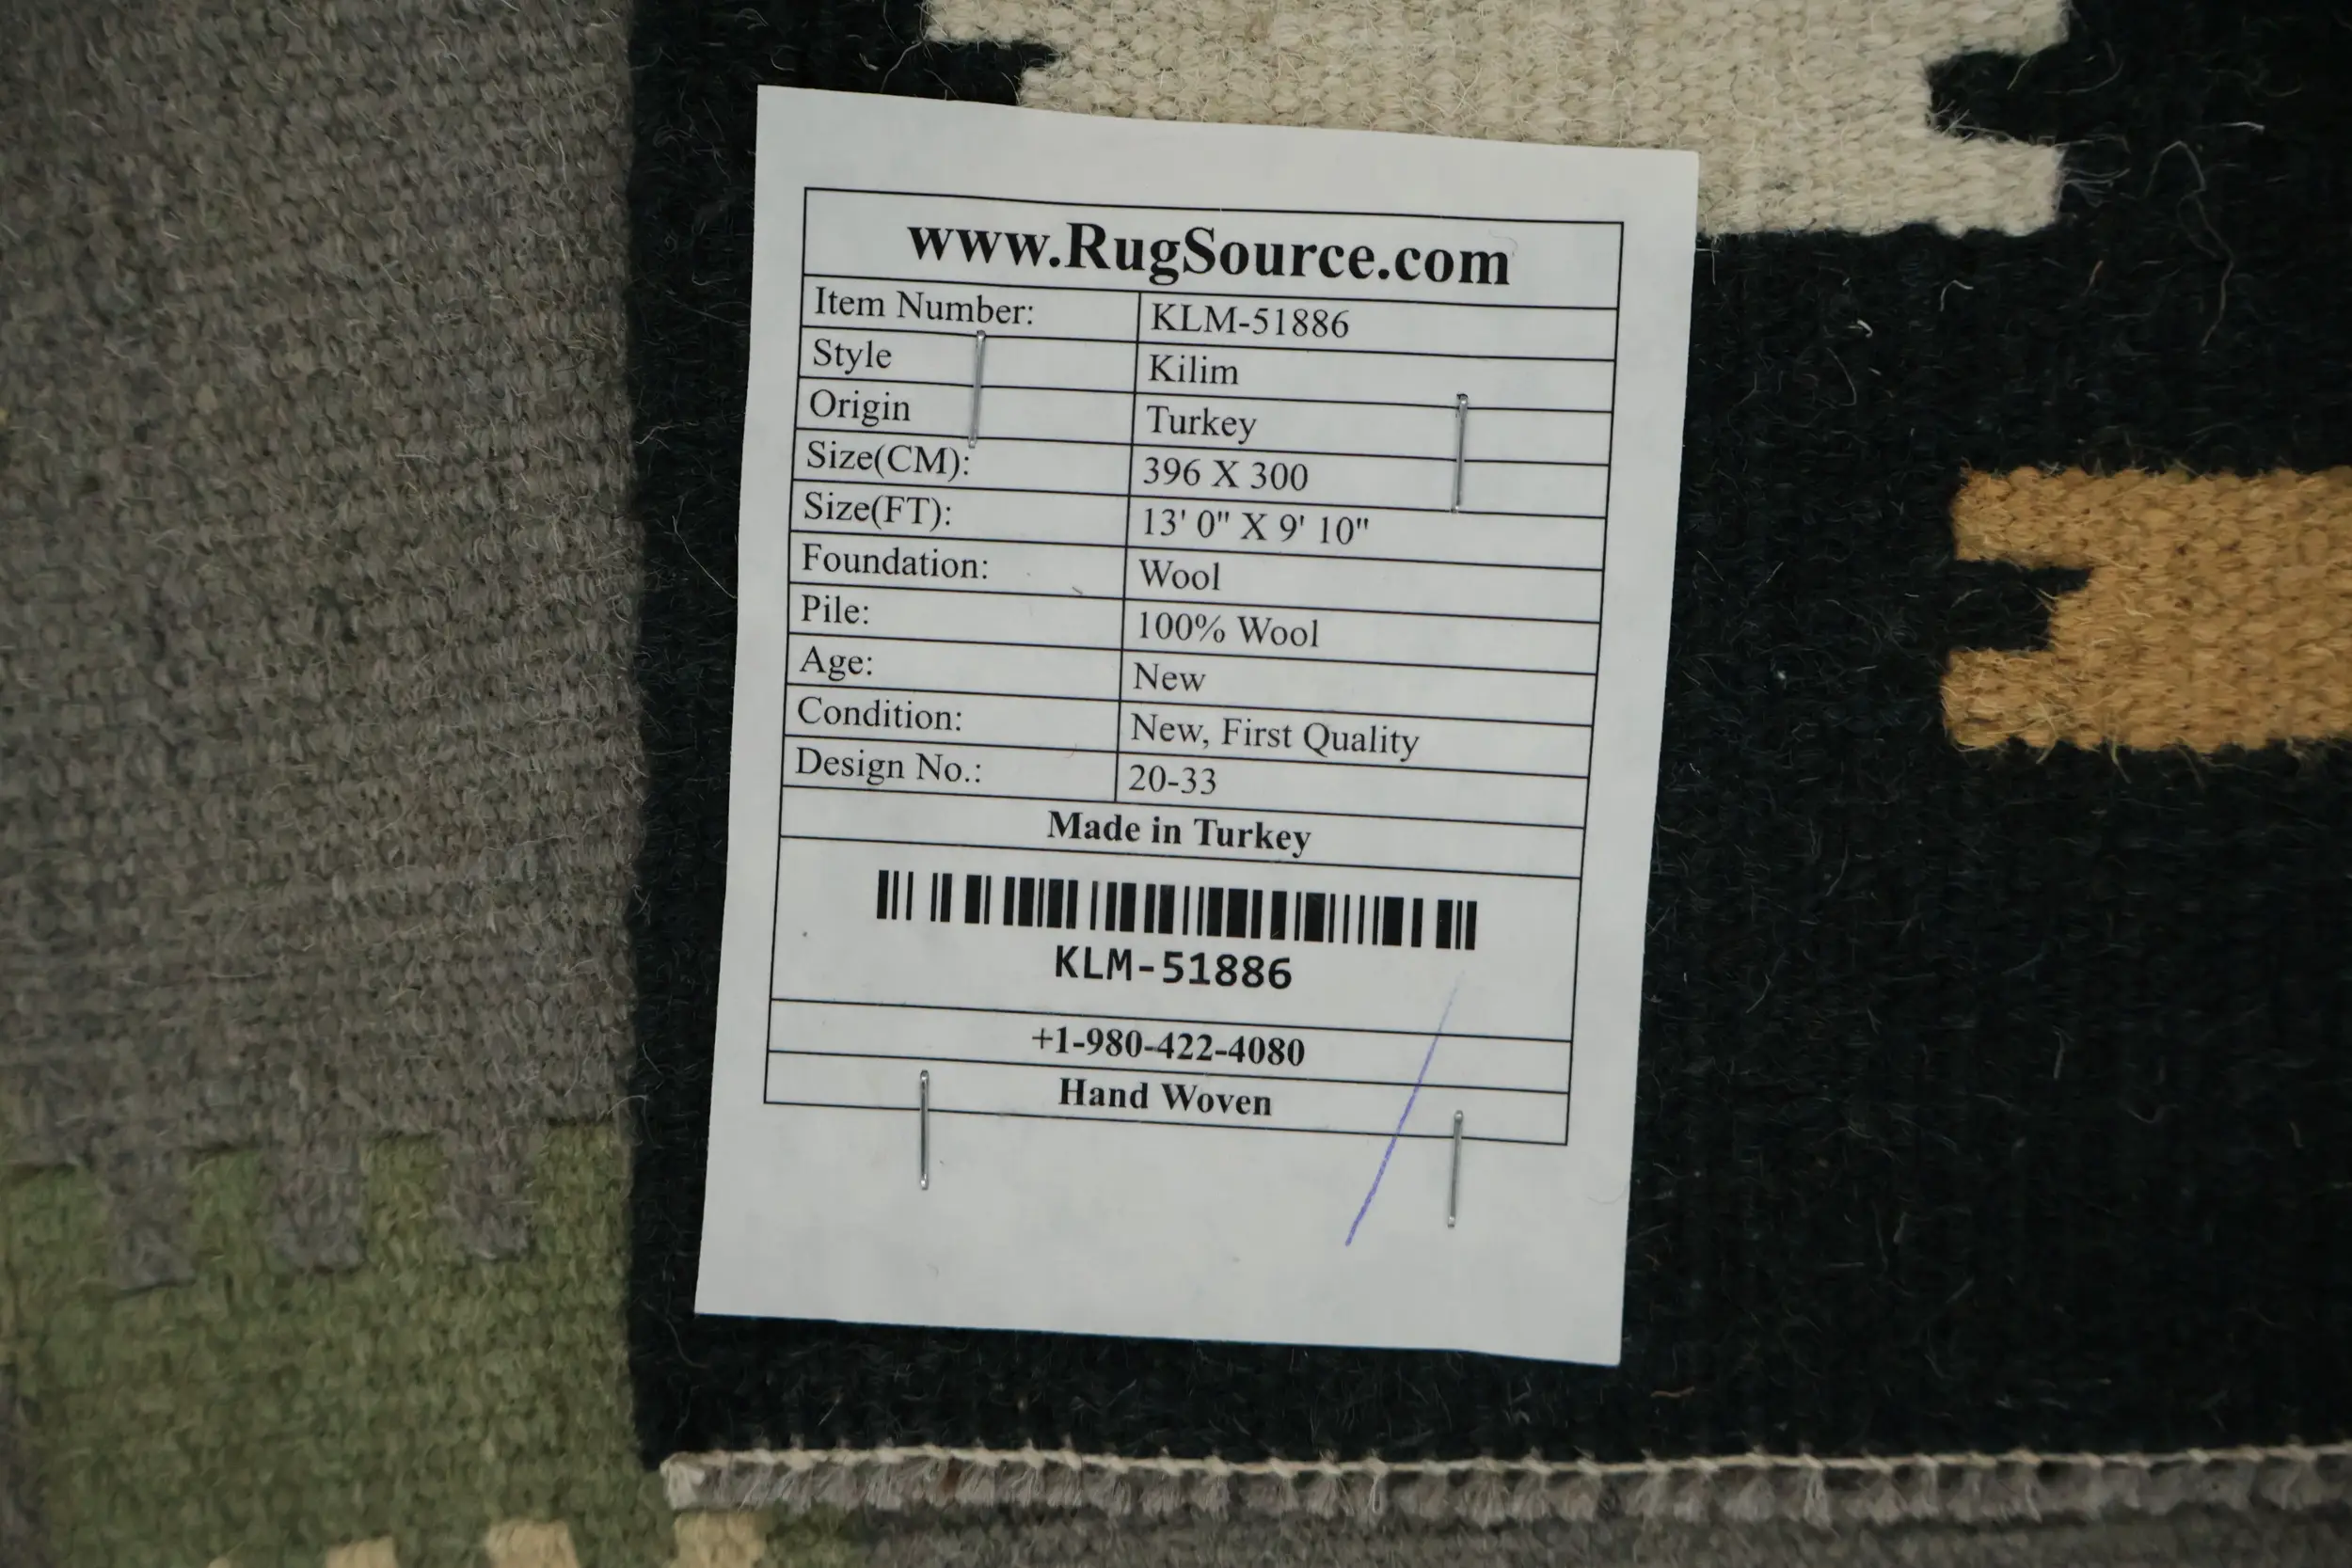 www.RugSource.com
Item Number: KLM-51886
Style Kilim
Origin Turkey
Size(CM): 396 X 300
Size(FT): 13' 0" X 9' 10"
Foundation: Wool
Pile: 100% Wool
Age: New
Condition: New, First Quality
Design No.: 20-33
Made in Turkey
KLM-51886
+1-980-422-4080
Hand Woven